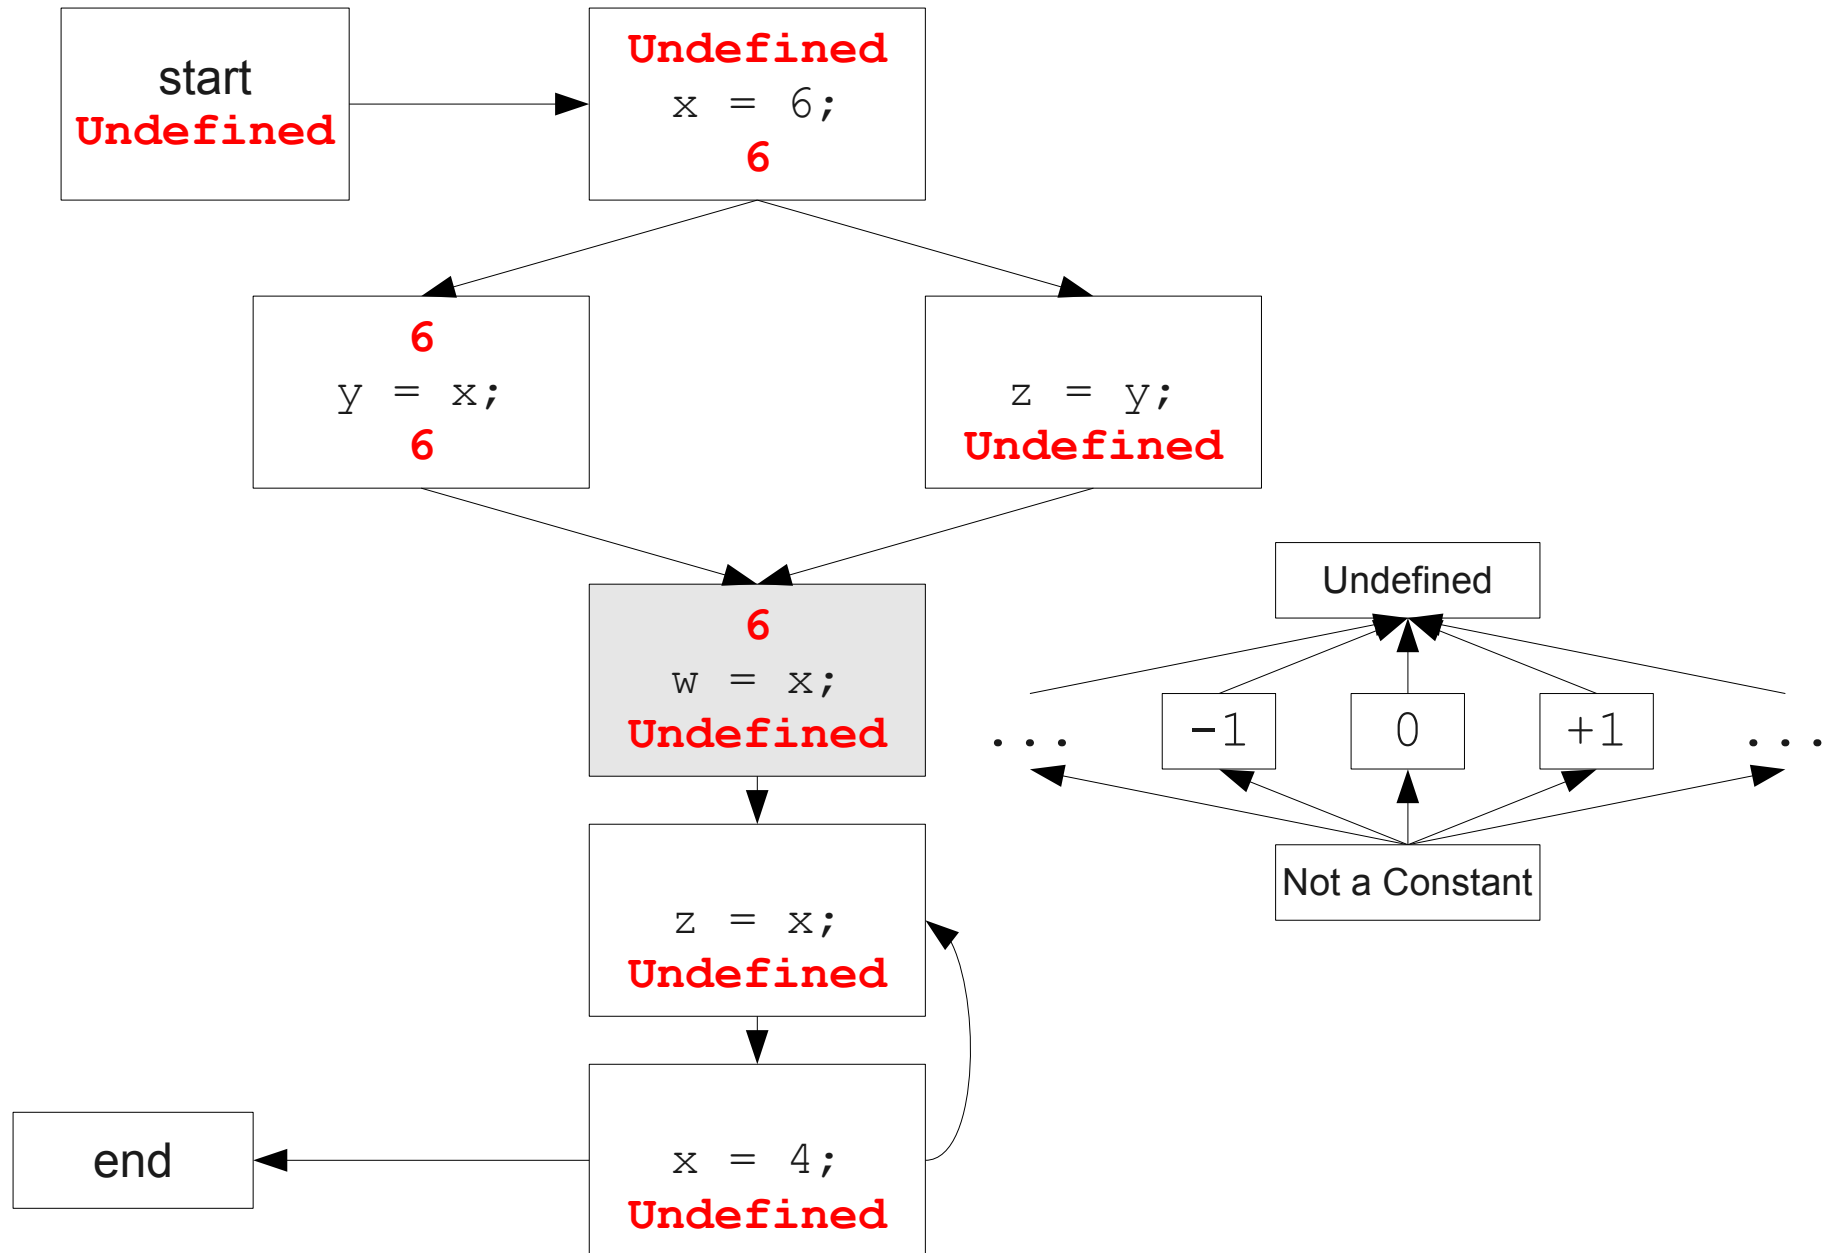 start
Undefined
Undefined
x = 6;
6
6
y = x;
6
z = y;
Undefined
6
w = x;
Undefined
z = x;
Undefined
x = 4;
Undefined
end
Undefined
... -1 0 +1 ...
Not a Constant